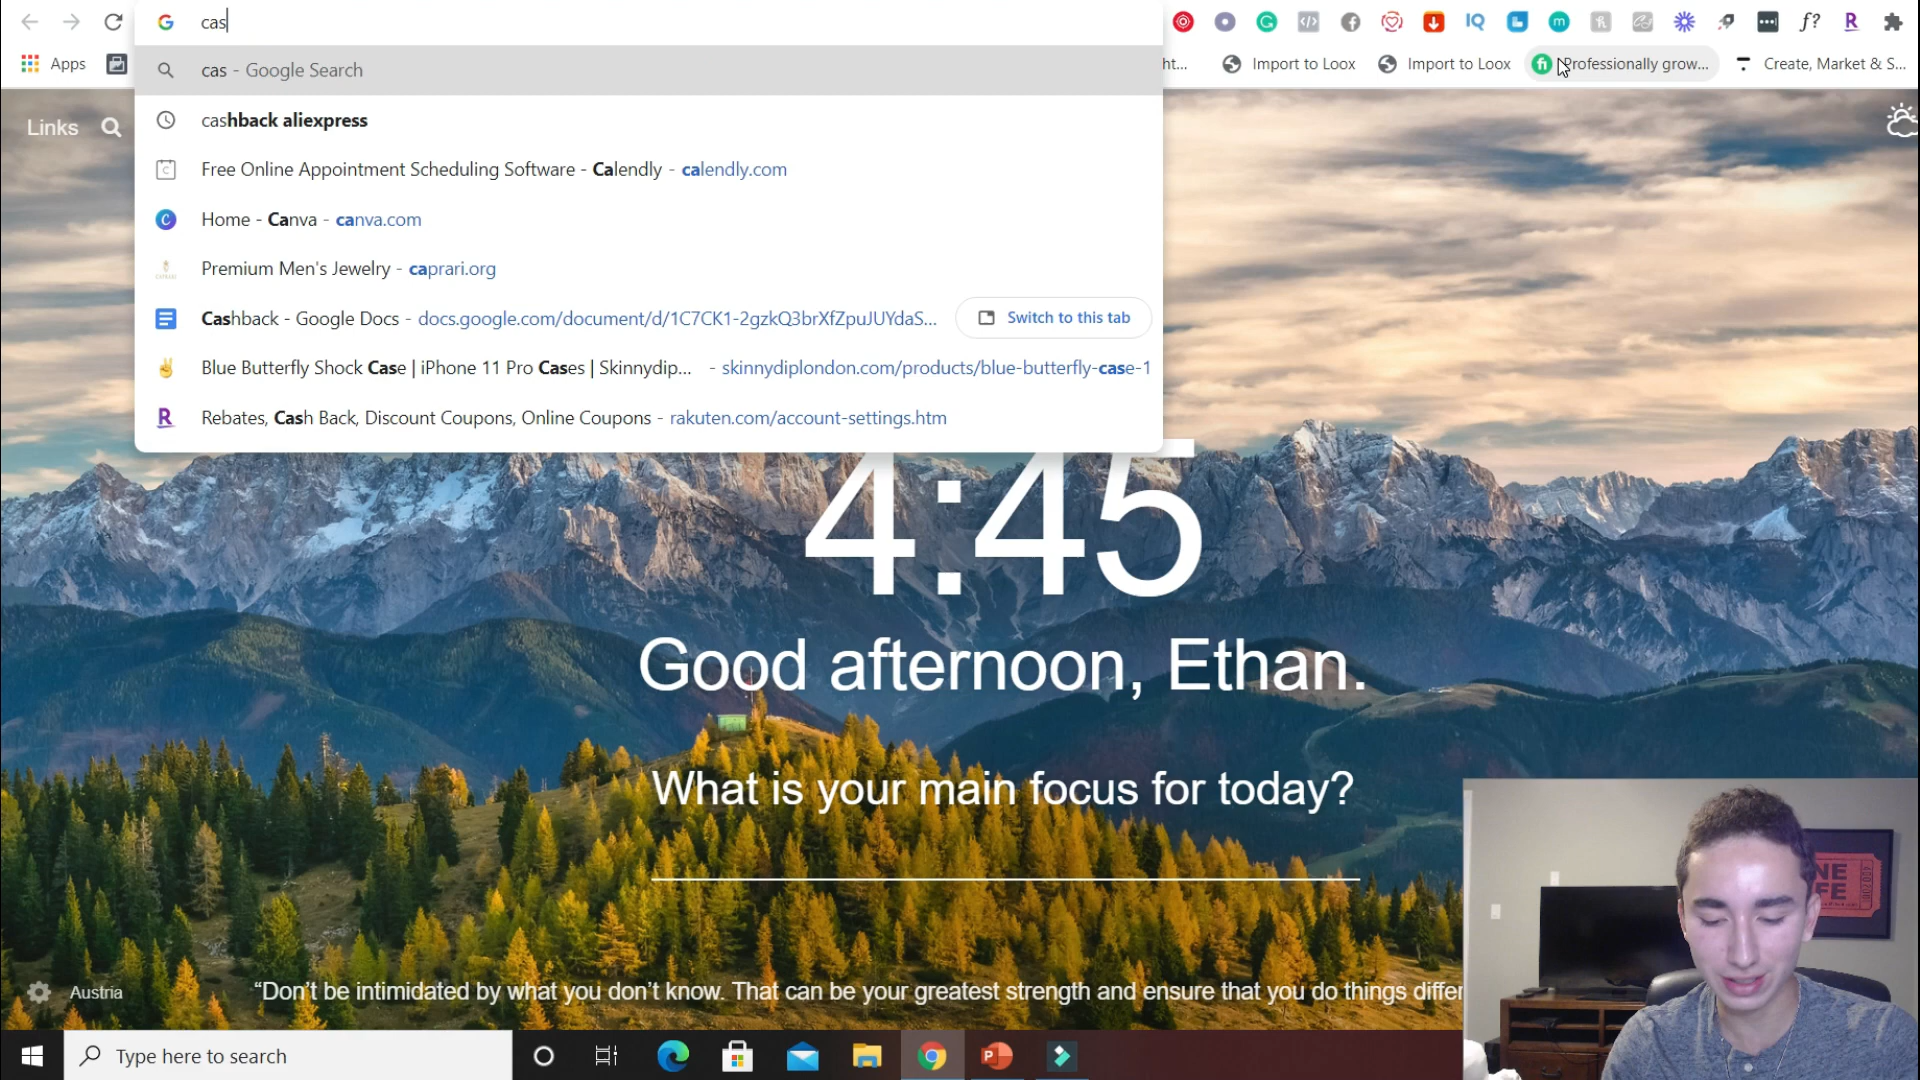 cas
cas - Google Search
cashback aliexpress
Free Online Appointment Scheduling Software - Calendly - calendly.com
Home - Canva - canva.com
Premium Men's Jewelry - caprari.org
Cashback - Google Docs - docs.google.com/document/d/1C7CK1-2gzkQ3brXfZpuJUYdaS... Switch to this tab
Blue Butterfly Shock Case | iPhone 11 Pro Cases | Skinnydip... - skinnydiplondon.com/products/blue-butterfly-case-1
Rebates, Cash Back, Discount Coupons, Online Coupons - rakuten.com/account-settings.htm
IQ
f?
R
Apps
ht...
Import to Loox
Import to Loox
Professionally grow...
Create, Market & S...
Links
4:45
Good afternoon, Ethan.
What is your main focus for today?
Austria
“Don't be intimidated by what you don't know. That can be your greatest strength and ensure that you do things differ
Type here to search